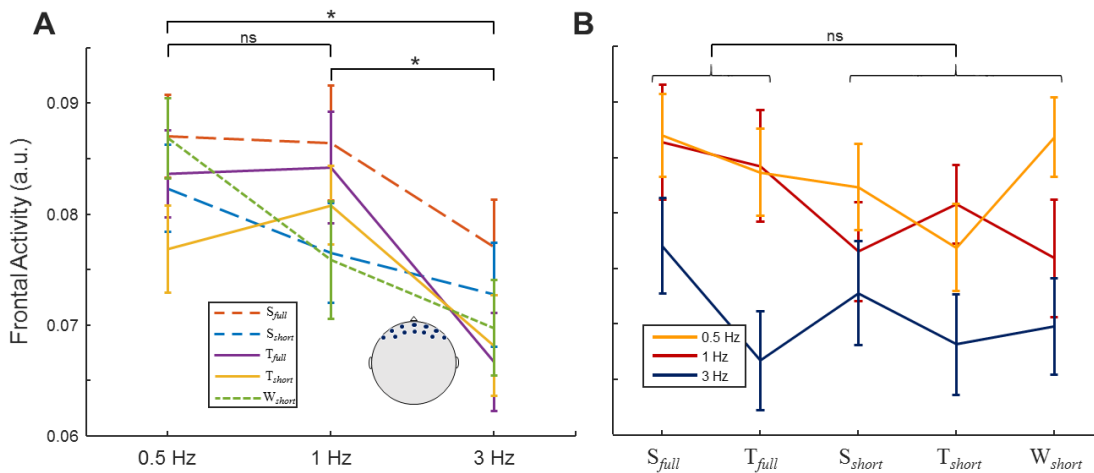 A
*
ns
*
Frontal Activity (a.u.)
0.09
0.08
0.07
0.06
S_full
S_short
T_full
T_short
W_short
0.5 Hz
1 Hz
3 Hz
B
ns
0.5 Hz
1 Hz
3 Hz
S_full
T_full
S_short
T_short
W_short